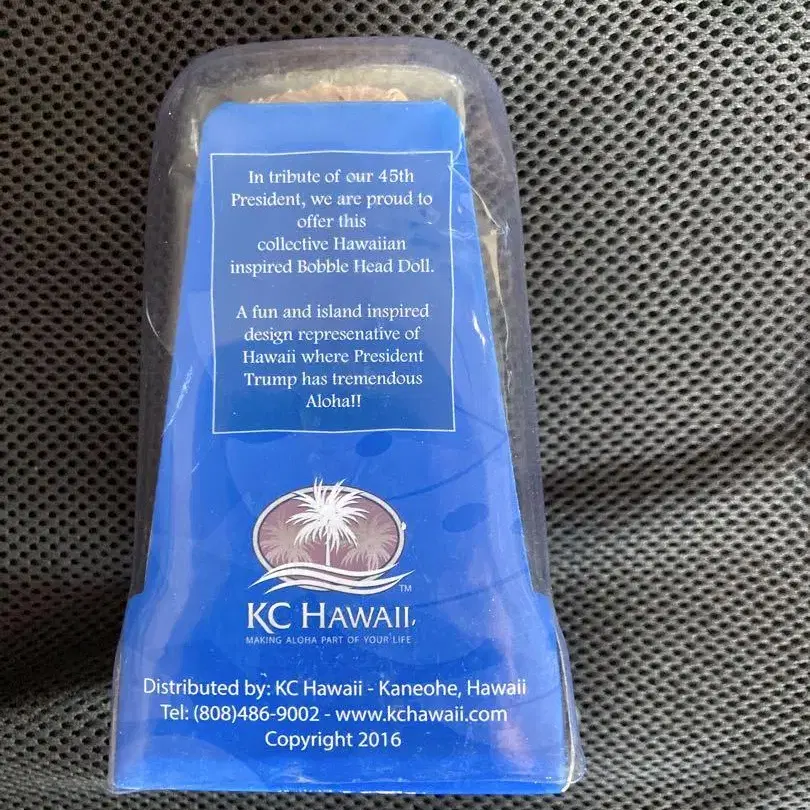 In tribute of our 45th
President, we are proud to
offer this
collective Hawaiian
inspired Bobble Head Doll.
A fun and island inspired
design represenative of
Hawaii where President
Trump has tremendous
Aloha!!
TM
KC HAWAII
MAKING ALOHA PART OF YOUR LIFE
Distributed by: KC Hawaii - Kaneohe, Hawaii
Tel: (808)486-9002 - www.kchawaii.com
Copyright 2016